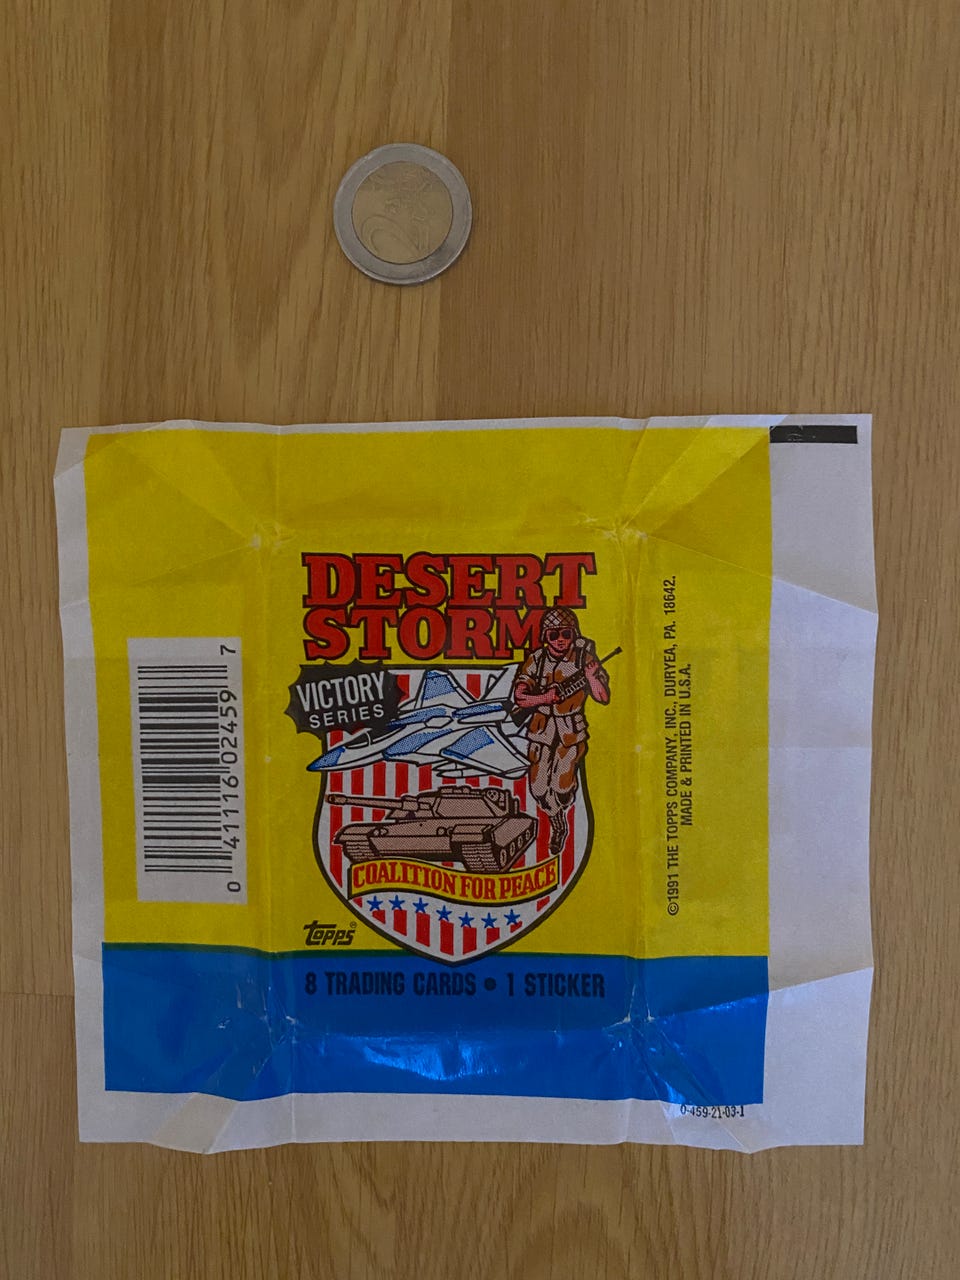 DESERT
STORM
VICTORY
SERIES
COALITION FOR PEACE
topps®
8 TRADING CARDS • 1 STICKER
0 41116 02459 7
©1991 THE TOPPS COMPANY, INC., DURYEA, PA. 18642.
MADE & PRINTED IN U.S.A.
0-459-21-03-1